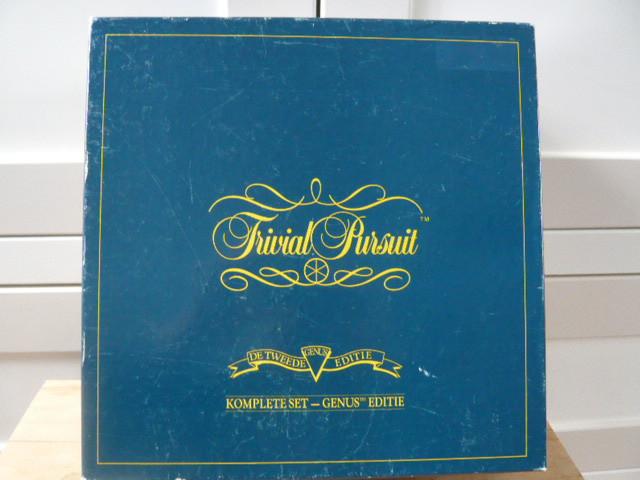 Trivial Pursuit™
DE TWEEDE GENUS EDITIE
KOMPLETE SET — GENUS™ EDITIE